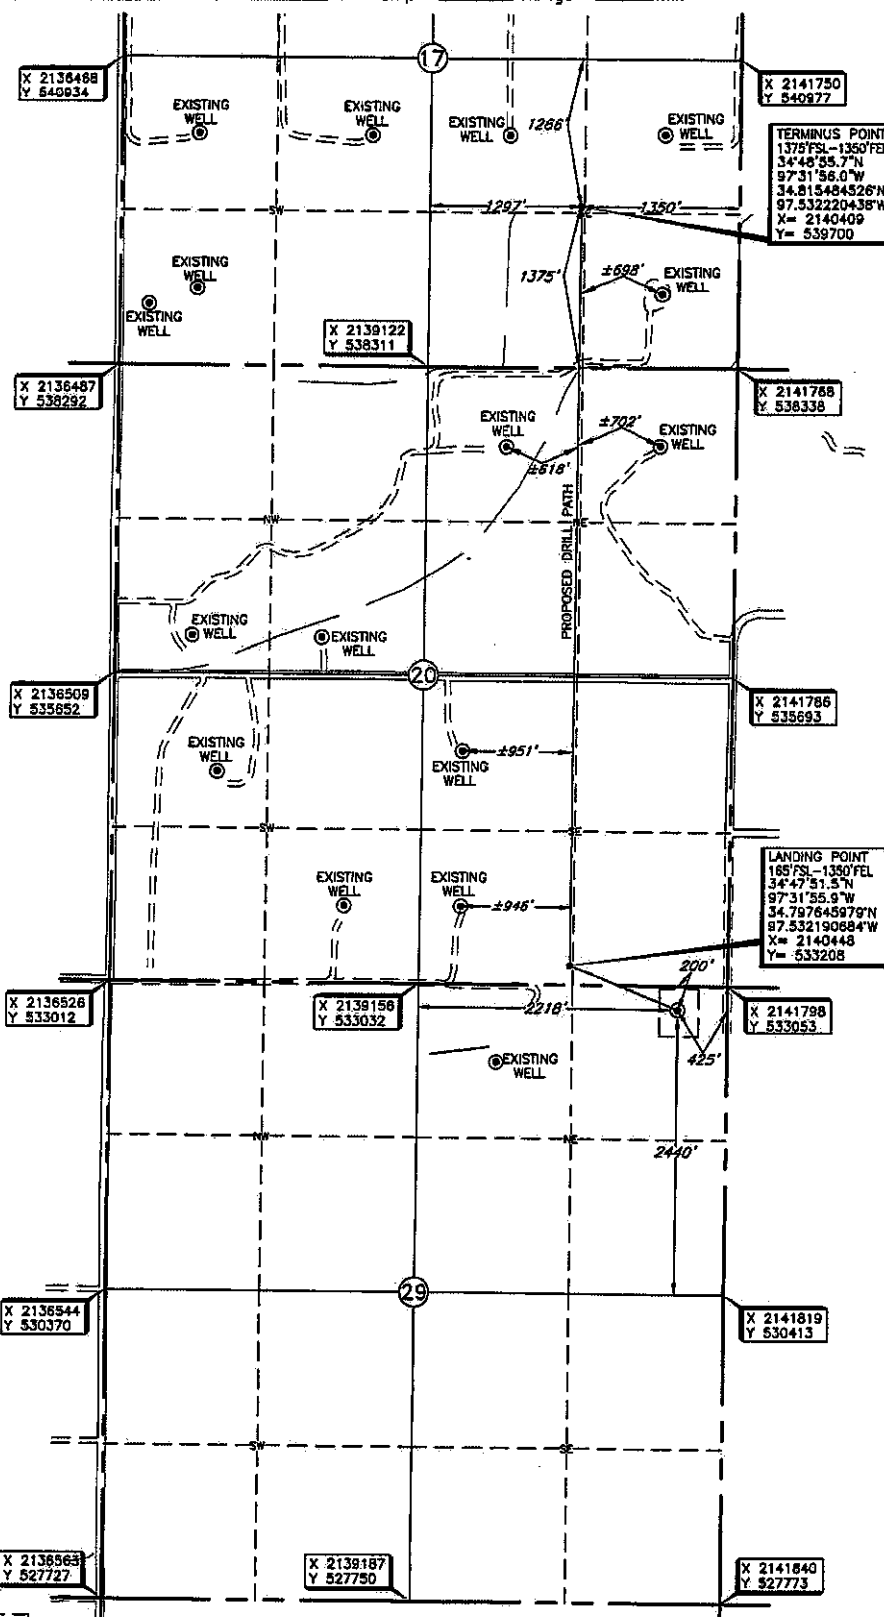 17
X 2136468
Y 540934
X 2141750
Y 540977
EXISTING
WELL
EXISTING
WELL
EXISTING
WELL
EXISTING
WELL
1266'
TERMINUS POINT
1375'FSL-1350'FEL
34°48'55.7"N
97°31'56.0"W
34.815484526°N
97.532220438°W
X= 2140409
Y= 539700
SW
1297'
1350'
EXISTING
WELL
EXISTING
WELL
1375'
±698'
EXISTING
WELL
X 2139122
Y 538311
X 2136487
Y 538292
X 2141768
Y 538338
EXISTING
WELL
±702'
EXISTING
WELL
±618'
PROPOSED DRILL PATH
NW
NE
EXISTING
WELL
EXISTING
WELL
20
X 2136509
Y 535652
X 2141786
Y 535693
EXISTING
WELL
±951'
EXISTING
WELL
SW
SE
LANDING POINT
165'FSL-1350'FEL
34°47'51.5"N
97°31'55.9"W
34.797645979°N
97.532190684°W
X= 2140448
Y= 533208
EXISTING
WELL
EXISTING
WELL
±946'
200'
X 2136526
Y 533012
X 2139156
Y 533032
2218'
X 2141798
Y 533053
425'
EXISTING
WELL
NW
NE
2440'
29
X 2136544
Y 530370
X 2141819
Y 530413
SW
SE
X 2136563
Y 527727
X 2139187
Y 527750
X 2141840
Y 527773